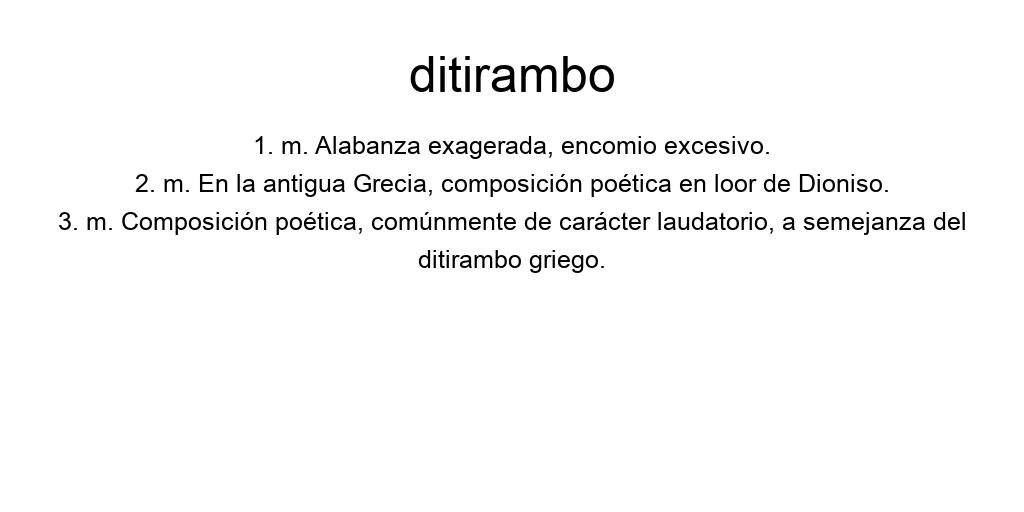 ditirambo
1. m. Alabanza exagerada, encomio excesivo.
2. m. En la antigua Grecia, composición poética en loor de Dioniso.
3. m. Composición poética, comúnmente de carácter laudatorio, a semejanza del
ditirambo griego.